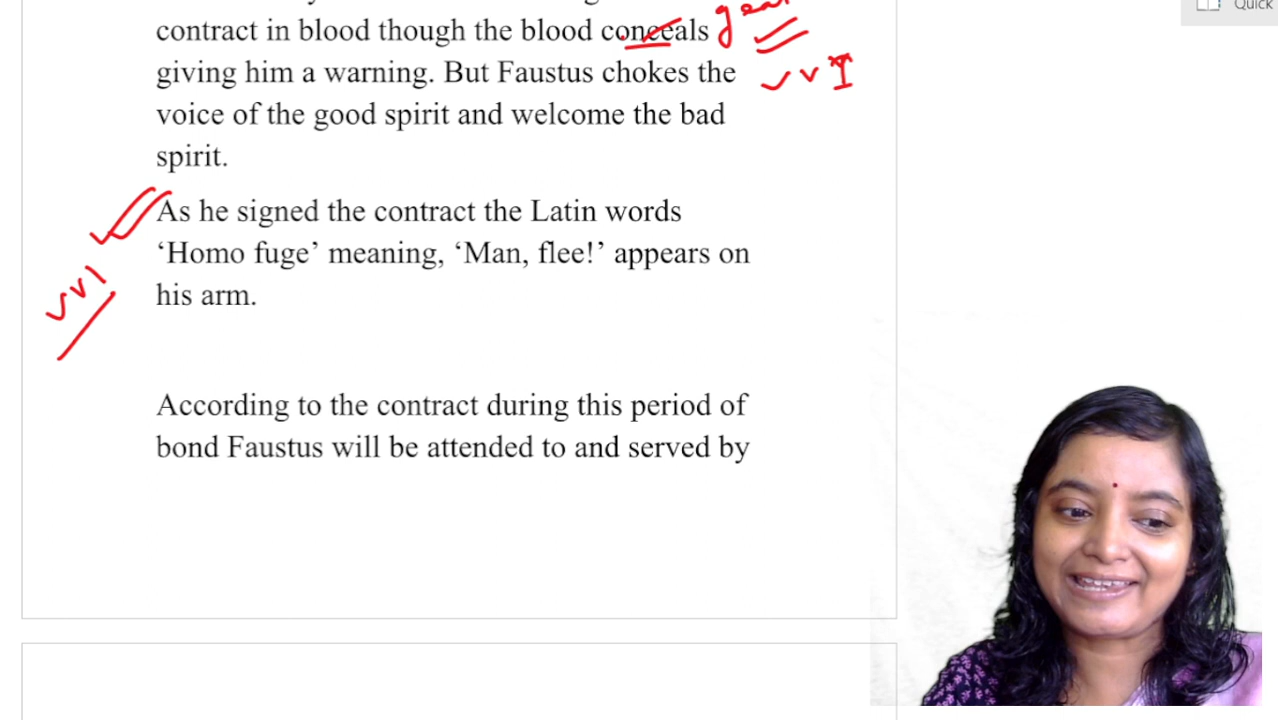 contract in blood though the blood conceals
giving him a warning. But Faustus chokes the
voice of the good spirit and welcome the bad
spirit.
As he signed the contract the Latin words
‘Homo fuge’ meaning, ‘Man, flee!’ appears on
his arm.
According to the contract during this period of
bond Faustus will be attended to and served by
Quick
VVI
VVI